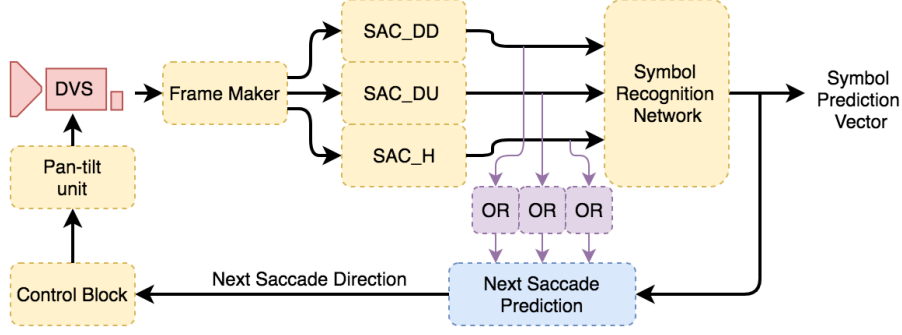 DVS
Frame Maker
SAC_DD
SAC_DU
SAC_H
Symbol
Recognition
Network
Symbol
Prediction
Vector
Pan-tilt
unit
OR
OR
OR
Control Block
Next Saccade Direction
Next Saccade
Prediction